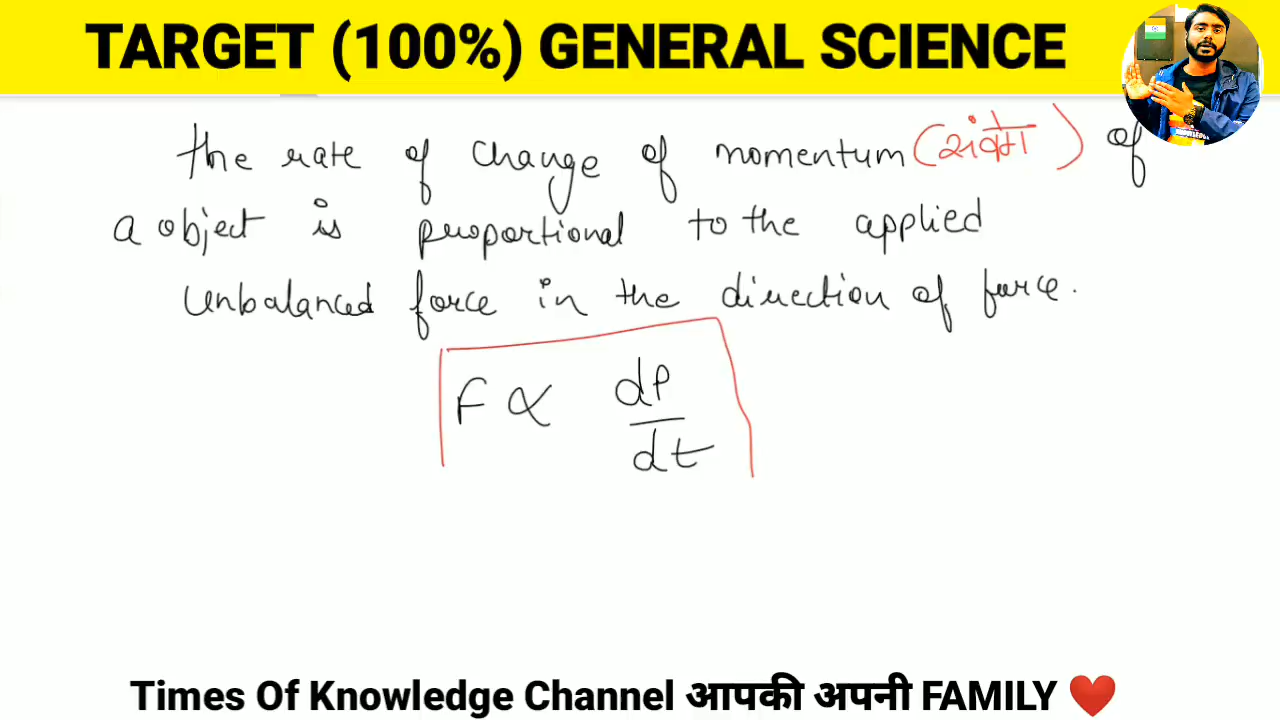 TARGET (100%) GENERAL SCIENCE
the rate of change of momentum (संवेग) of
a object is proportional to the applied
unbalanced force in the direction of force.
F ∝ dP/dt
Times Of Knowledge Channel आपकी अपनी FAMILY ❤️